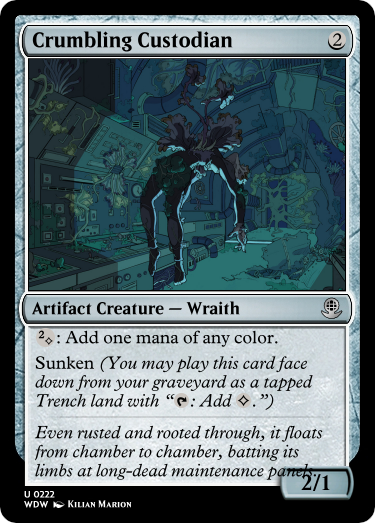 Crumbling Custodian 2
Artifact Creature — Wraith
2: Add one mana of any color.
Sunken (You may play this card face
down from your graveyard as a tapped
Trench land with “: Add .”)
Even rusted and rooted through, it floats
from chamber to chamber, batting its
limbs at long-dead maintenance panels.
2/1
U 0222
WDW Kilian Marion